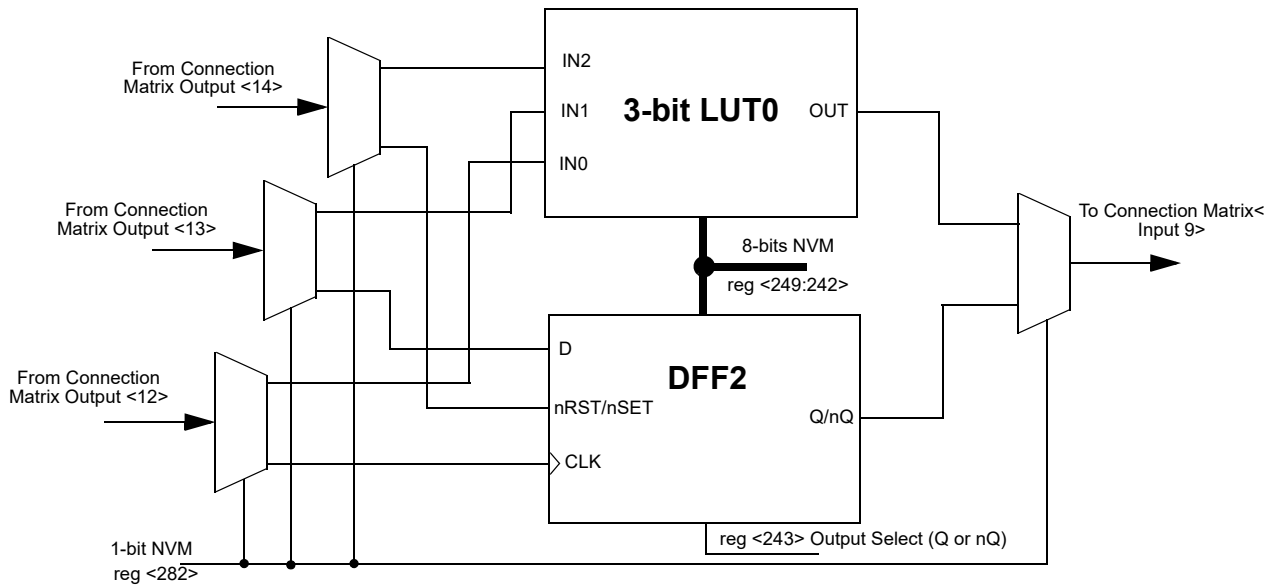 From Connection
Matrix Output <14>
IN2
IN1
IN0
3-bit LUT0
OUT
From Connection
Matrix Output <13>
To Connection Matrix<
Input 9>
8-bits NVM
reg <249:242>
From Connection
Matrix Output <12>
D
nRST/nSET
CLK
DFF2
Q/nQ
reg <243> Output Select (Q or nQ)
1-bit NVM
reg <282>